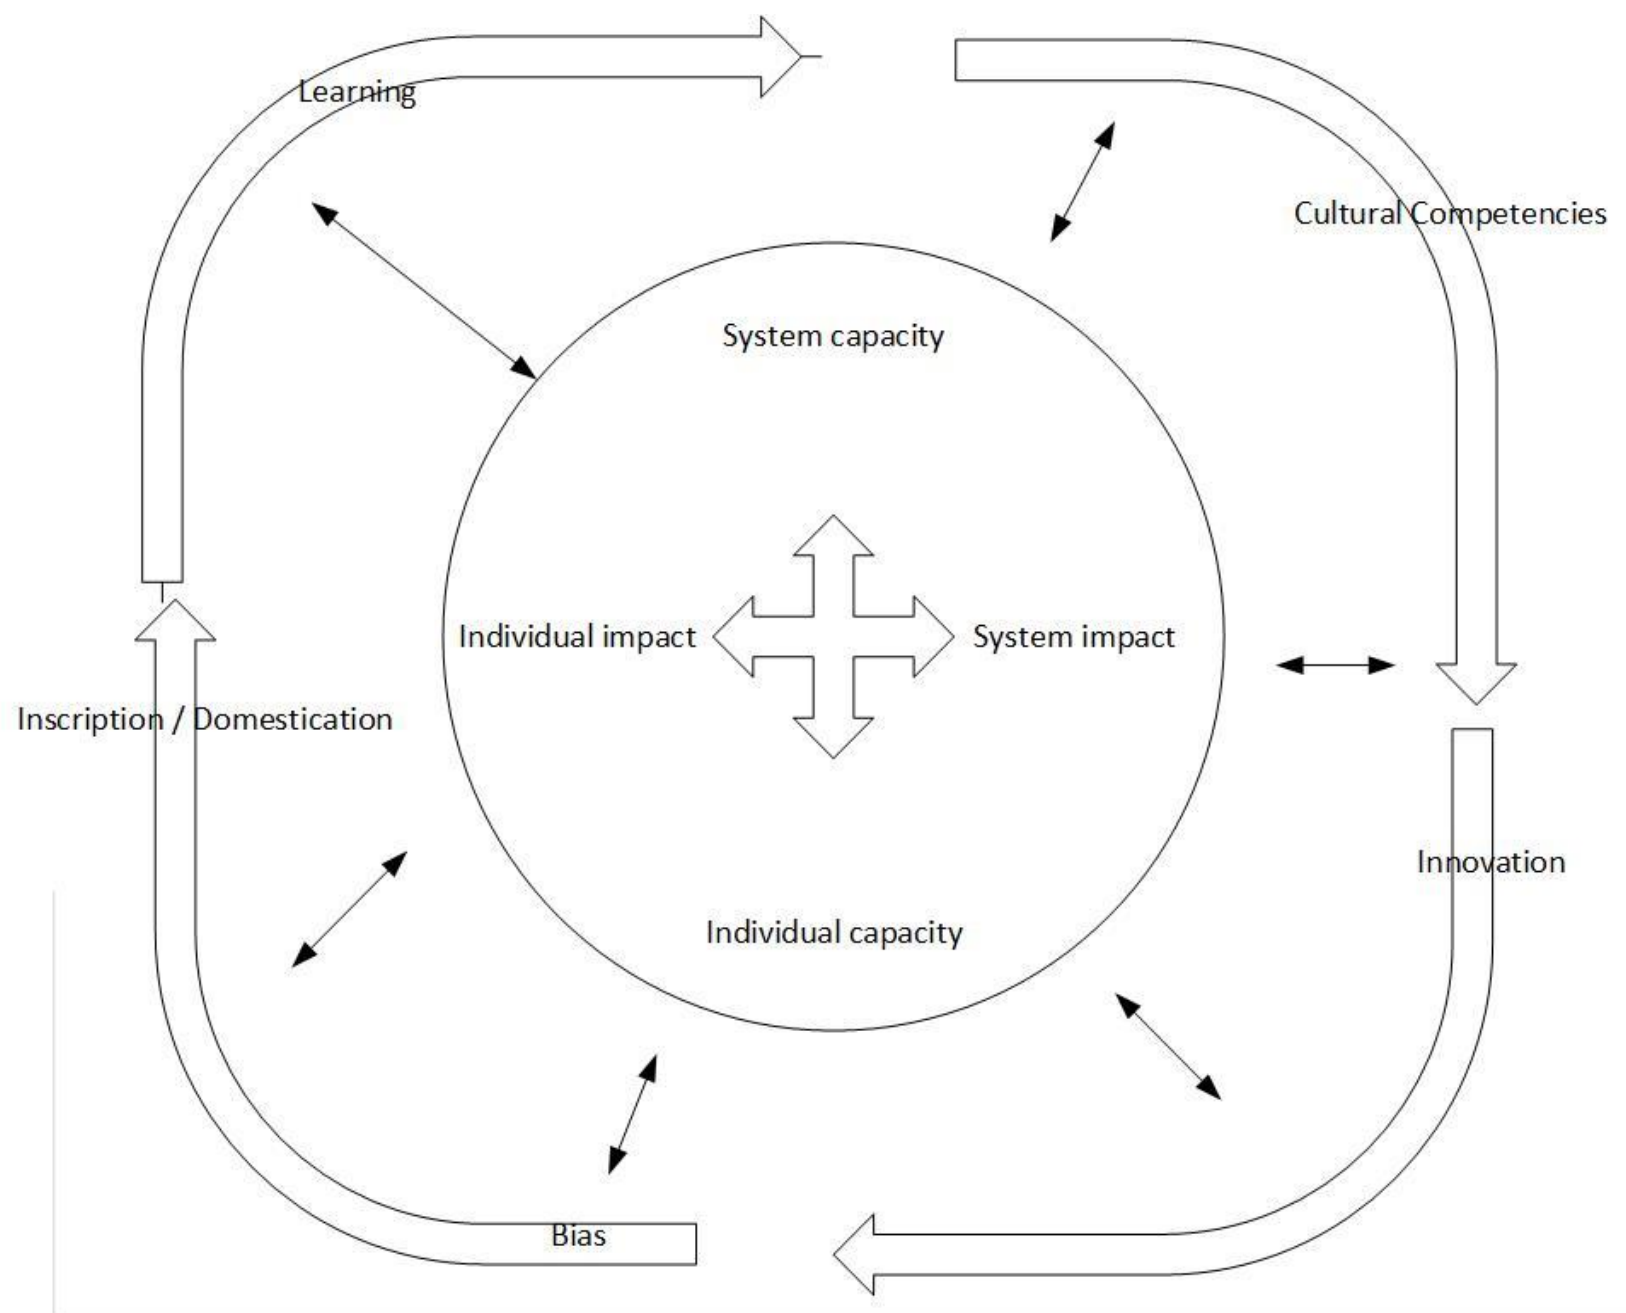 Learning
Cultural Competencies
System capacity
Individual impact
System impact
Inscription / Domestication
Innovation
Individual capacity
Bias